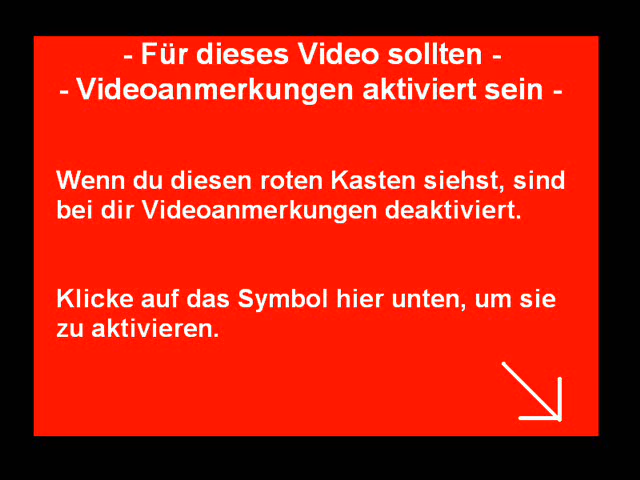 - Für dieses Video sollten -
- Videoanmerkungen aktiviert sein -
Wenn du diesen roten Kasten siehst, sind
bei dir Videoanmerkungen deaktiviert.
Klicke auf das Symbol hier unten, um sie
zu aktivieren.